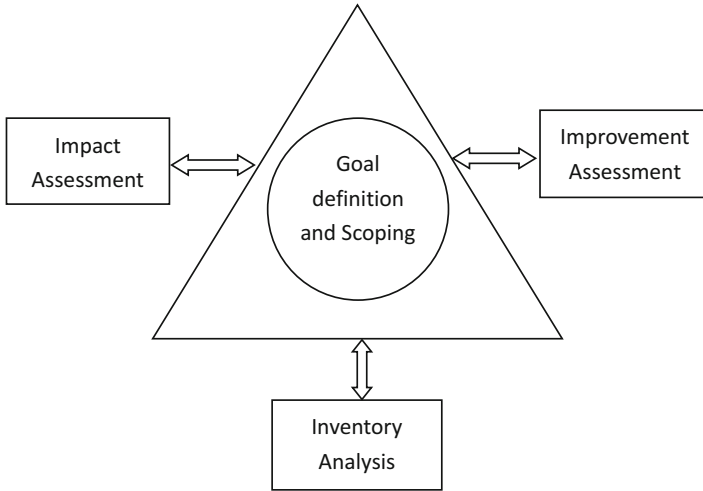 Impact
Assessment
Goal
definition
and Scoping
Improvement
Assessment
Inventory
Analysis